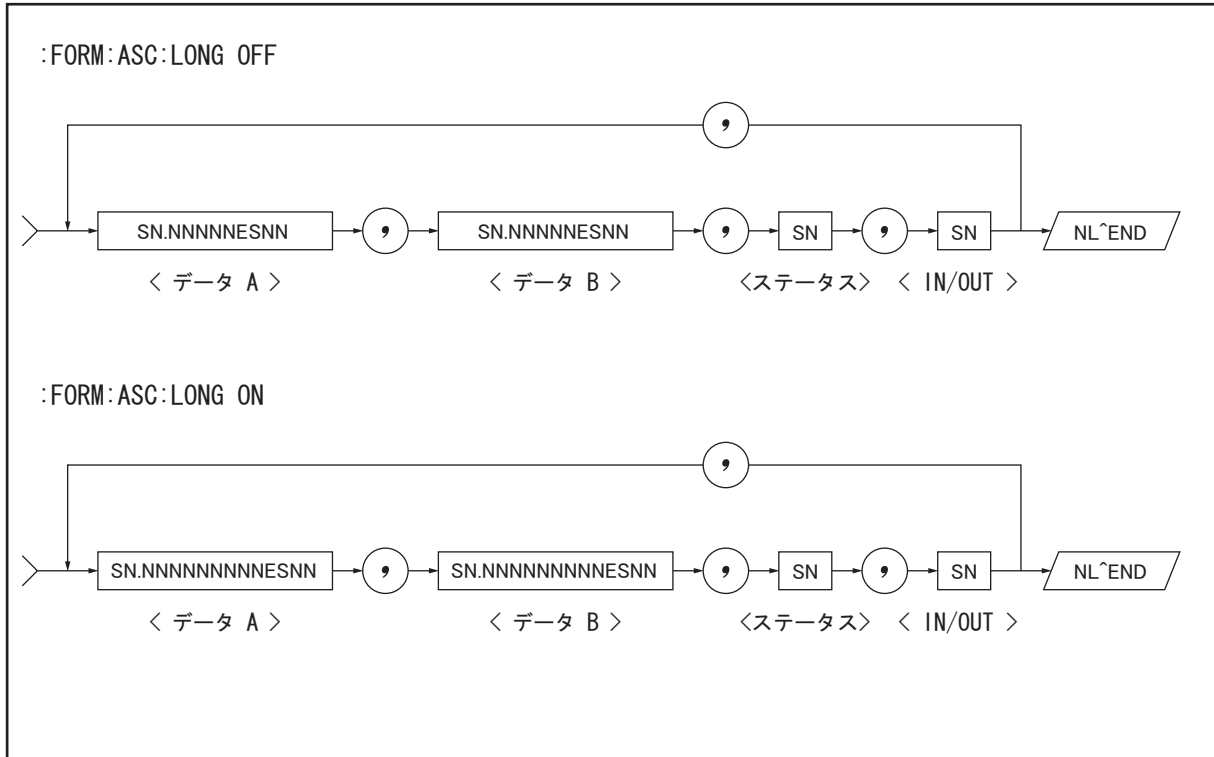 :FORM:ASC:LONG OFF
,
SN.NNNNNESNN , SN.NNNNNESNN , SN , SN NL^END
< データ A > < データ B > <ステータス> < IN/OUT >
:FORM:ASC:LONG ON
,
SN.NNNNNNNNNESNN , SN.NNNNNNNNNESNN , SN , SN NL^END
< データ A > < データ B > <ステータス> < IN/OUT >